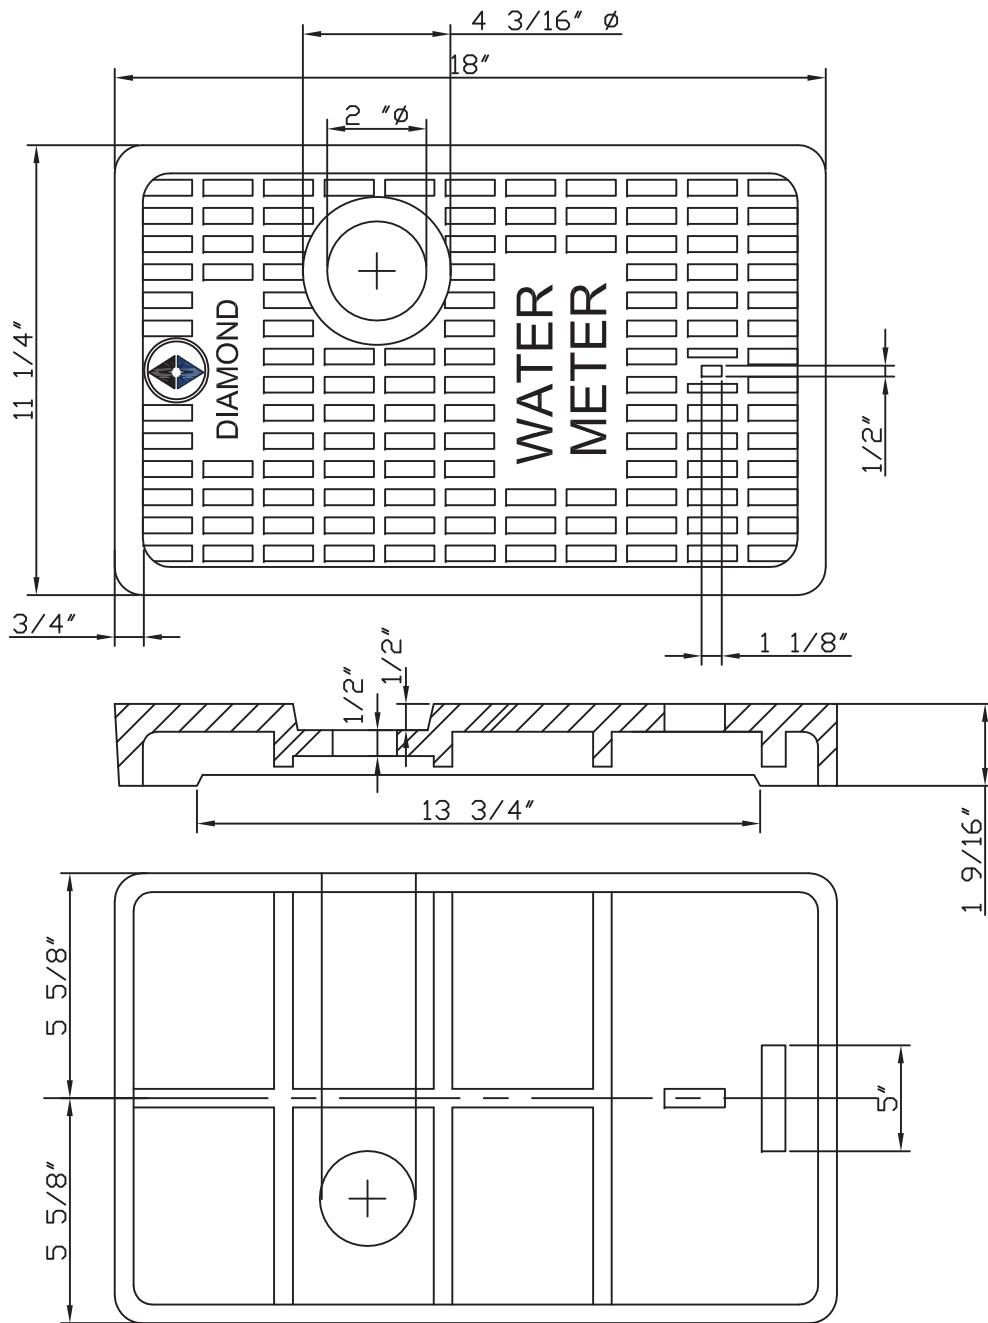 4 3/16" ø
18"
2 "ø
11 1/4"
DIAMOND
WATER
METER
1/2"
3/4"
1 1/8"
1/2"
1/2"
13 3/4"
1 9/16"
5 5/8"
5"
5 5/8"